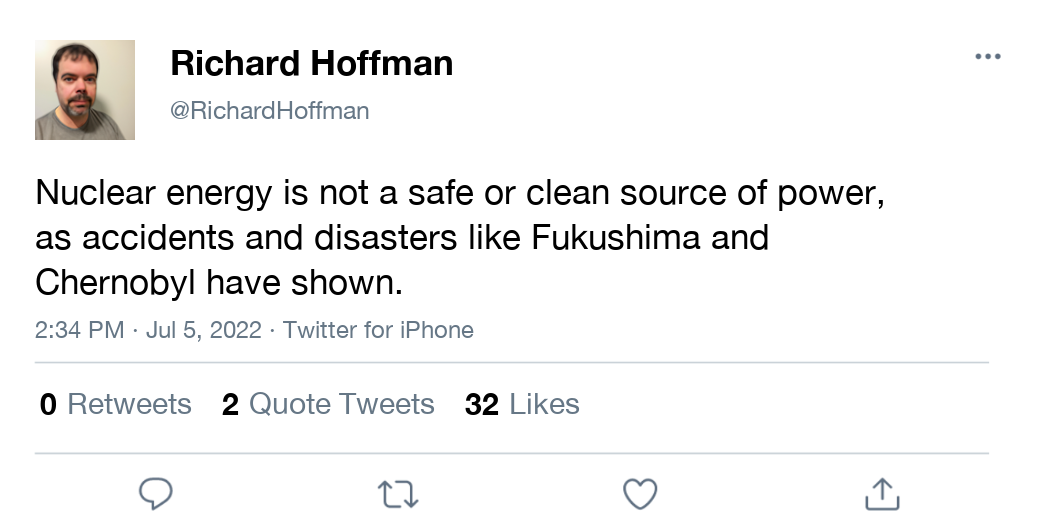 Richard Hoffman
@RichardHoffman
Nuclear energy is not a safe or clean source of power,
as accidents and disasters like Fukushima and
Chernobyl have shown.
2:34 PM · Jul 5, 2022 · Twitter for iPhone
0 Retweets 2 Quote Tweets 32 Likes